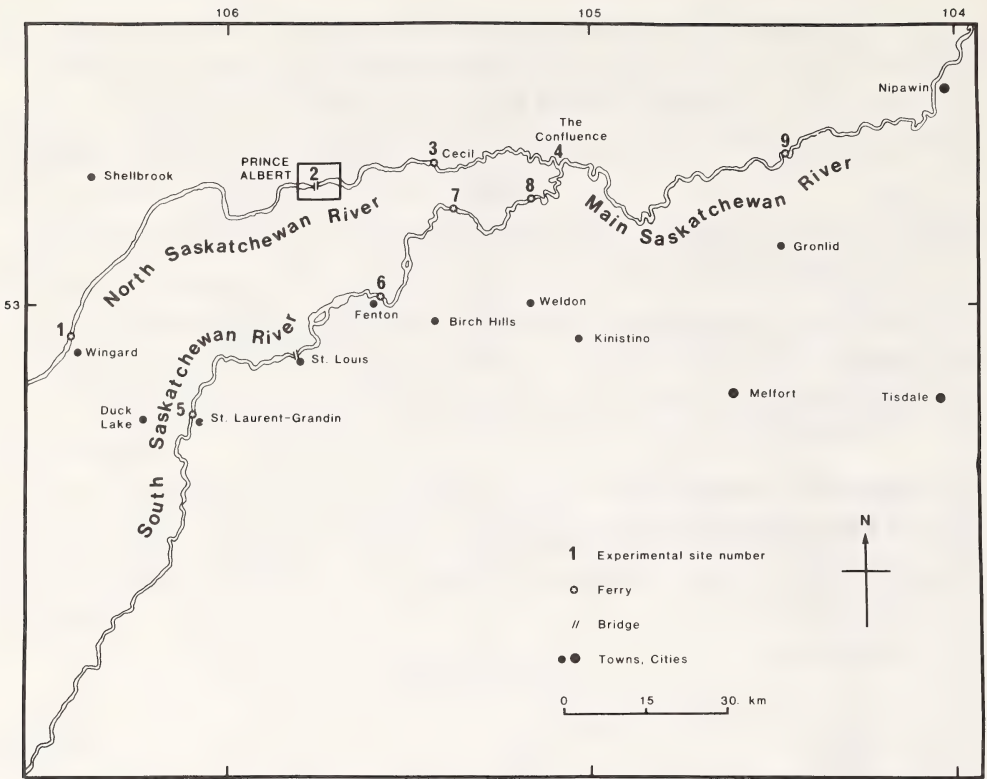 106
105
104
Nipawin
The
Confluence
4
9
3
Cecil
PRINCE
ALBERT
2
Shellbrook
7
8
Main Saskatchewan River
North Saskatchewan River
Gronlid
6
53
Fenton
Weldon
Birch Hills
1
Kinistino
Wingard
South Saskatchewan River
St. Louis
Melfort
Tisdale
Duck
Lake
5
St. Laurent-Grandin
N
1 Experimental site number
Ferry
// Bridge
Towns, Cities
0 15 30. km